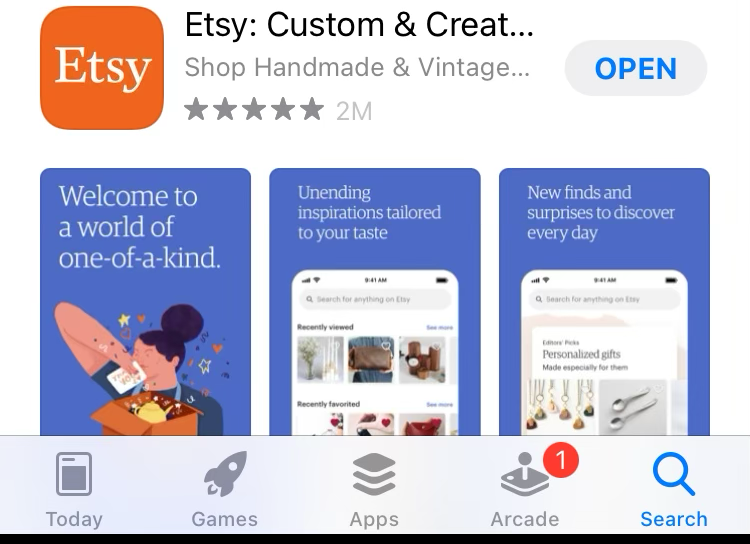 Etsy
Etsy: Custom & Creat...
Shop Handmade & Vintage...
2M
OPEN
Welcome to
a world of
one-of-a-kind.
THANK
YOU
Unending
inspirations tailored
to your taste
9:41 AM
Search for anything on Etsy
Recently viewed
See more
Recently favorited
See more
New finds and
surprises to discover
every day
9:41 AM
Search for anything on Etsy
Editors' Picks
Personalized gifts
Made especially for them
Today
Games
Apps
1
Arcade
Search